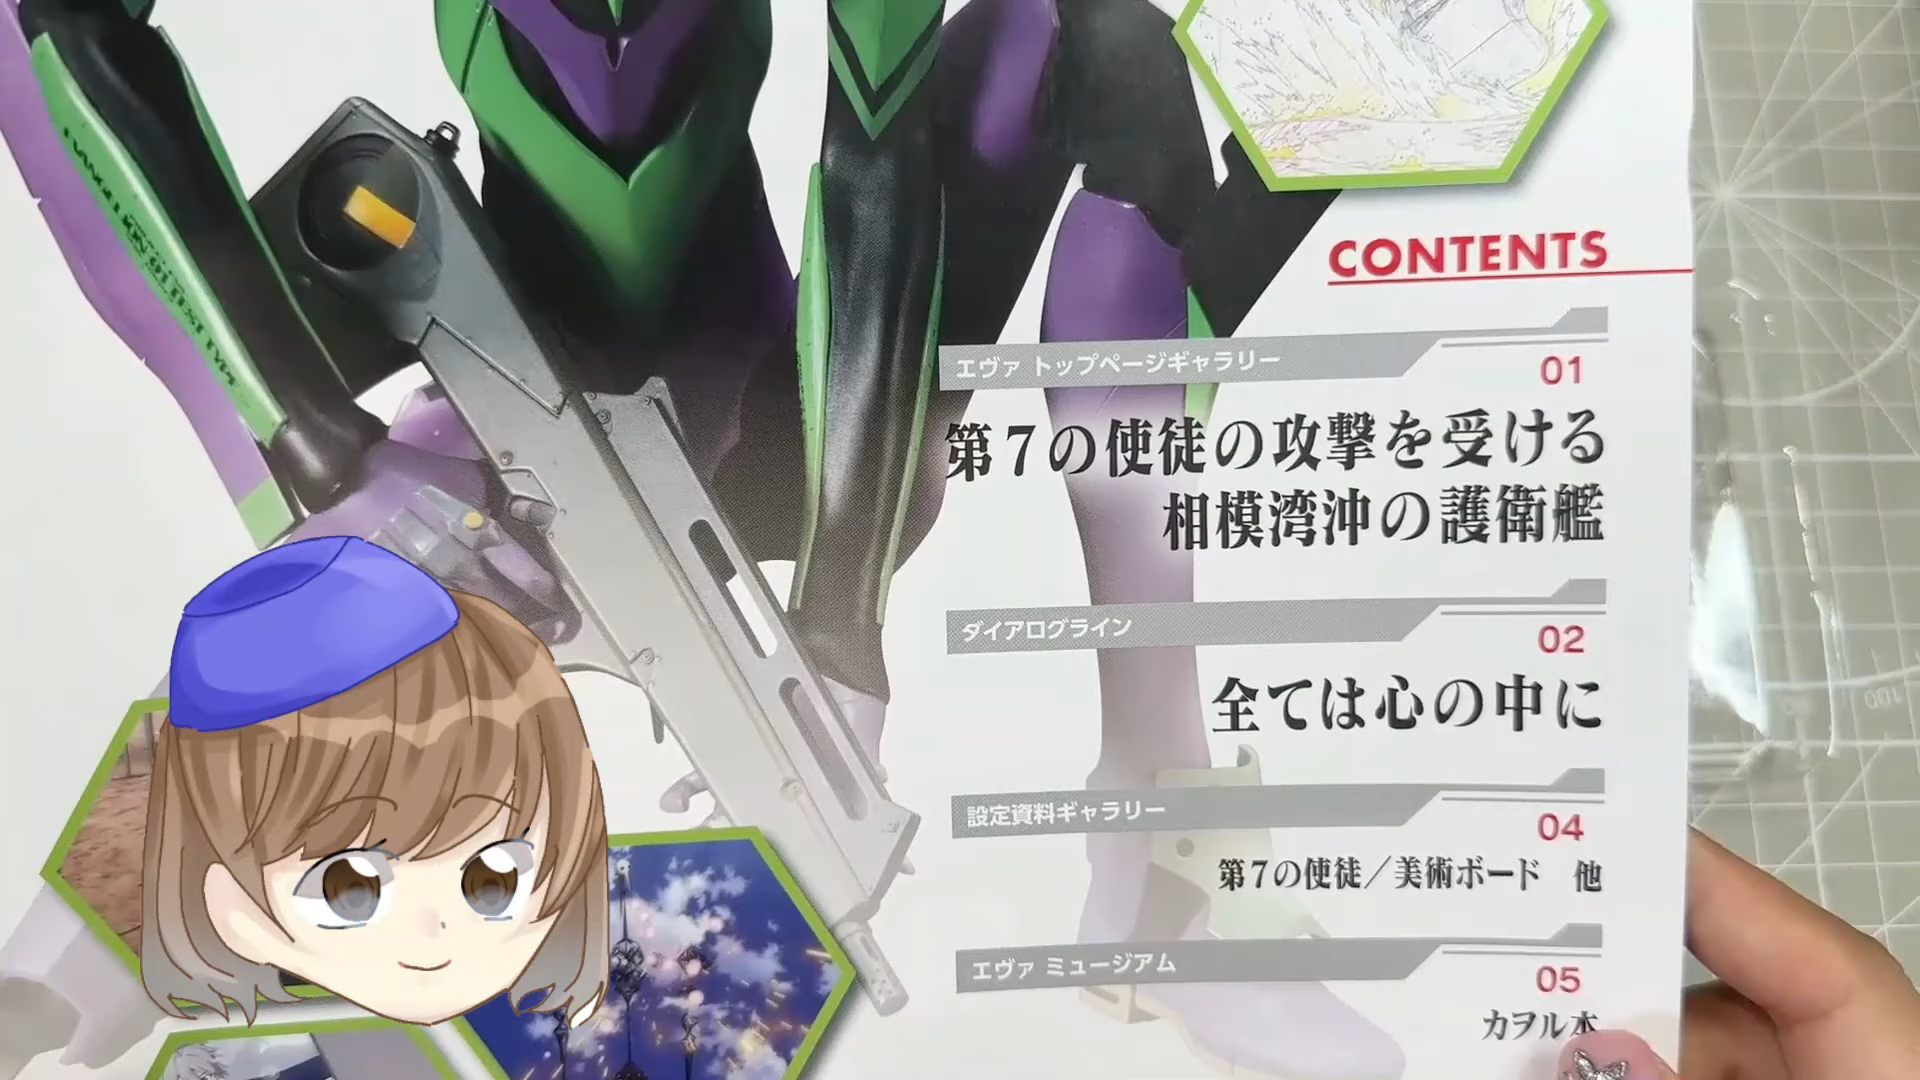 CONTENTS
エヴァ トップページギャラリー
01
第7の使徒の攻撃を受ける
相模湾沖の護衛艦
ダイアログライン
02
全ては心の中に
設定資料ギャラリー
04
第7の使徒／美術ボード 他
エヴァ ミュージアム
05
カヲル本